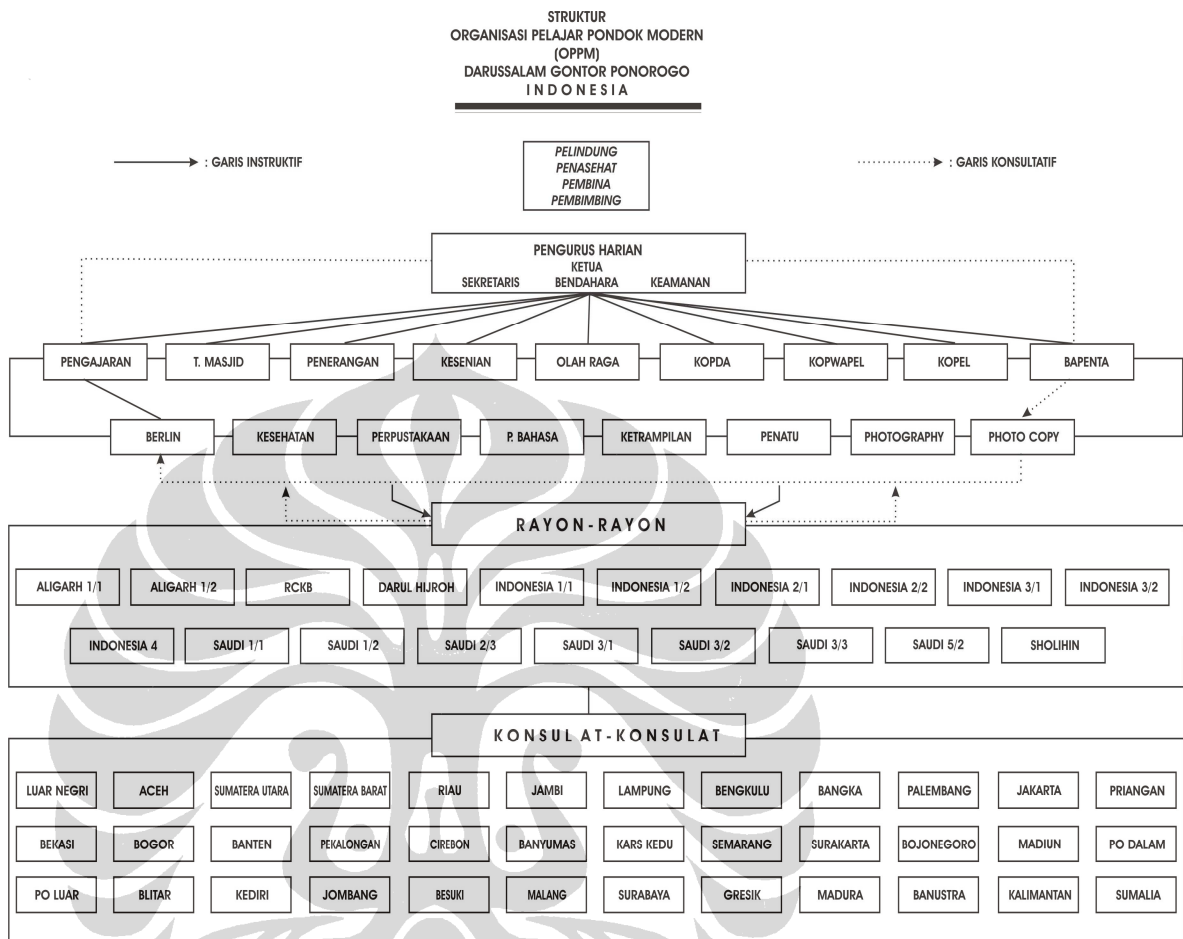 STRUKTUR
ORGANISASI PELAJAR PONDOK MODERN
(OPPM)
DARUSSALAM GONTOR PONOROGO
INDONESIA
: GARIS INSTRUKTIF
PELINDUNG
PENASEHAT
PEMBINA
PEMBIMBING
: GARIS KONSULTATIF
PENGURUS HARIAN
KETUA
SEKRETARIS BENDAHARA KEAMANAN
PENGAJARAN T. MASJID PENERANGAN KESENIAN OLAH RAGA KOPDA KOPWAPEL KOPEL BAPENTA
BERLIN KESEHATAN PERPUSTAKAAN P. BAHASA KETRAMPILAN PENATU PHOTOGRAPHY PHOTO COPY
RAYON-RAYON
ALIGARH 1/1 ALIGARH 1/2 RCKB DARUL HIJROH INDONESIA 1/1 INDONESIA 1/2 INDONESIA 2/1 INDONESIA 2/2 INDONESIA 3/1 INDONESIA 3/2
INDONESIA 4 SAUDI 1/1 SAUDI 1/2 SAUDI 2/3 SAUDI 3/1 SAUDI 3/2 SAUDI 3/3 SAUDI 5/2 SHOLIHIN
KONSULAT-KONSULAT
LUAR NEGRI ACEH SUMATERA UTARA SUMATERA BARAT RIAU JAMBI LAMPUNG BENGKULU BANGKA PALEMBANG JAKARTA PRIANGAN
BEKASI BOGOR BANTEN PEKALONGAN CIREBON BANYUMAS KARS KEDU SEMARANG SURAKARTA BOJONEGORO MADIUN PO DALAM
PO LUAR BLITAR KEDIRI JOMBANG BESUKI MALANG SURABAYA GRESIK MADURA BANUSTRA KALIMANTAN SUMALIA